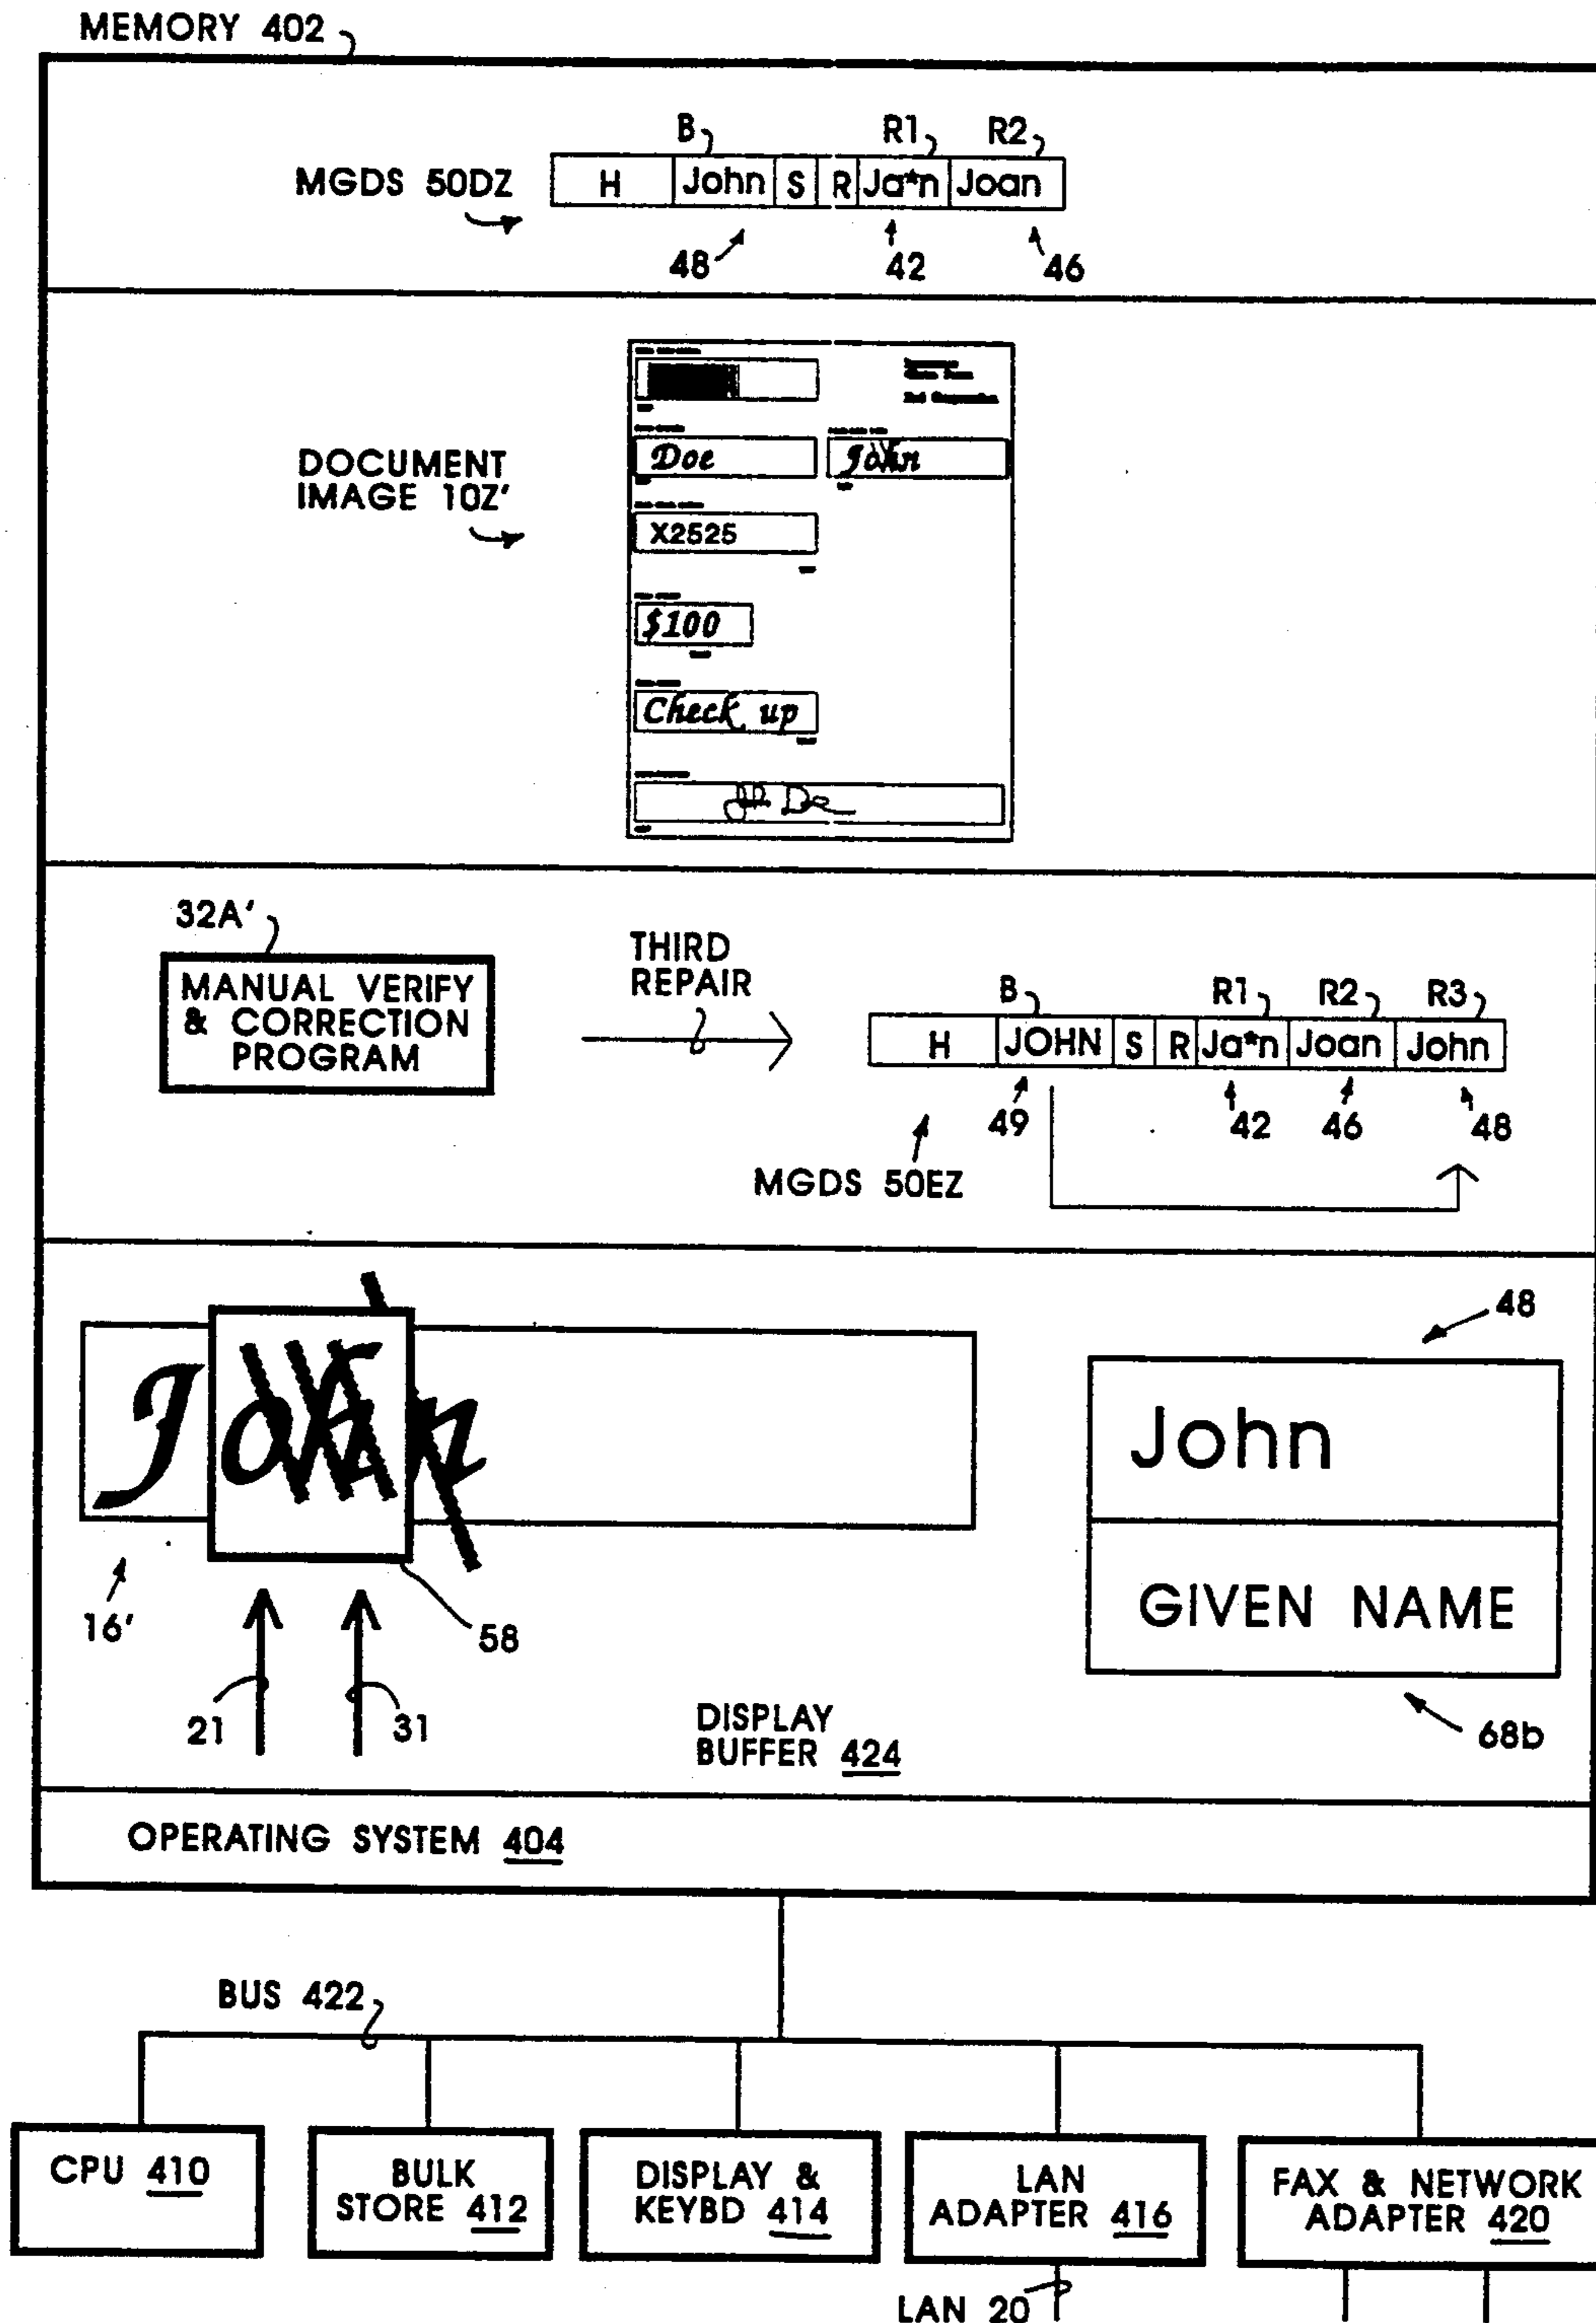 MEMORY 402
B R1 R2
MGDS 50DZ H John S R Ja*n Joan
48 42 46
DOCUMENT
IMAGE 10Z'
Doe John
X2525
$100
Check up
32A'
MANUAL VERIFY
& CORRECTION
PROGRAM
THIRD
REPAIR
B R1 R2 R3
H JOHN S R Ja*n Joan John
49 42 46 48
MGDS 50EZ
John
16'
21
31
58
48
John
GIVEN NAME
68b
DISPLAY
BUFFER 424
OPERATING SYSTEM 404
BUS 422
CPU 410
BULK
STORE 412
DISPLAY &
KEYBD 414
LAN
ADAPTER 416
FAX & NETWORK
ADAPTER 420
LAN 20